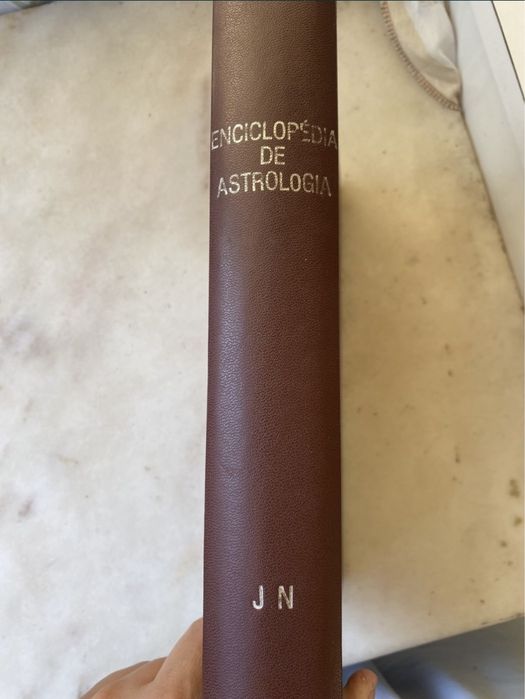 ENCICLOPÉDIA
DE
ASTROLOGIA
J N